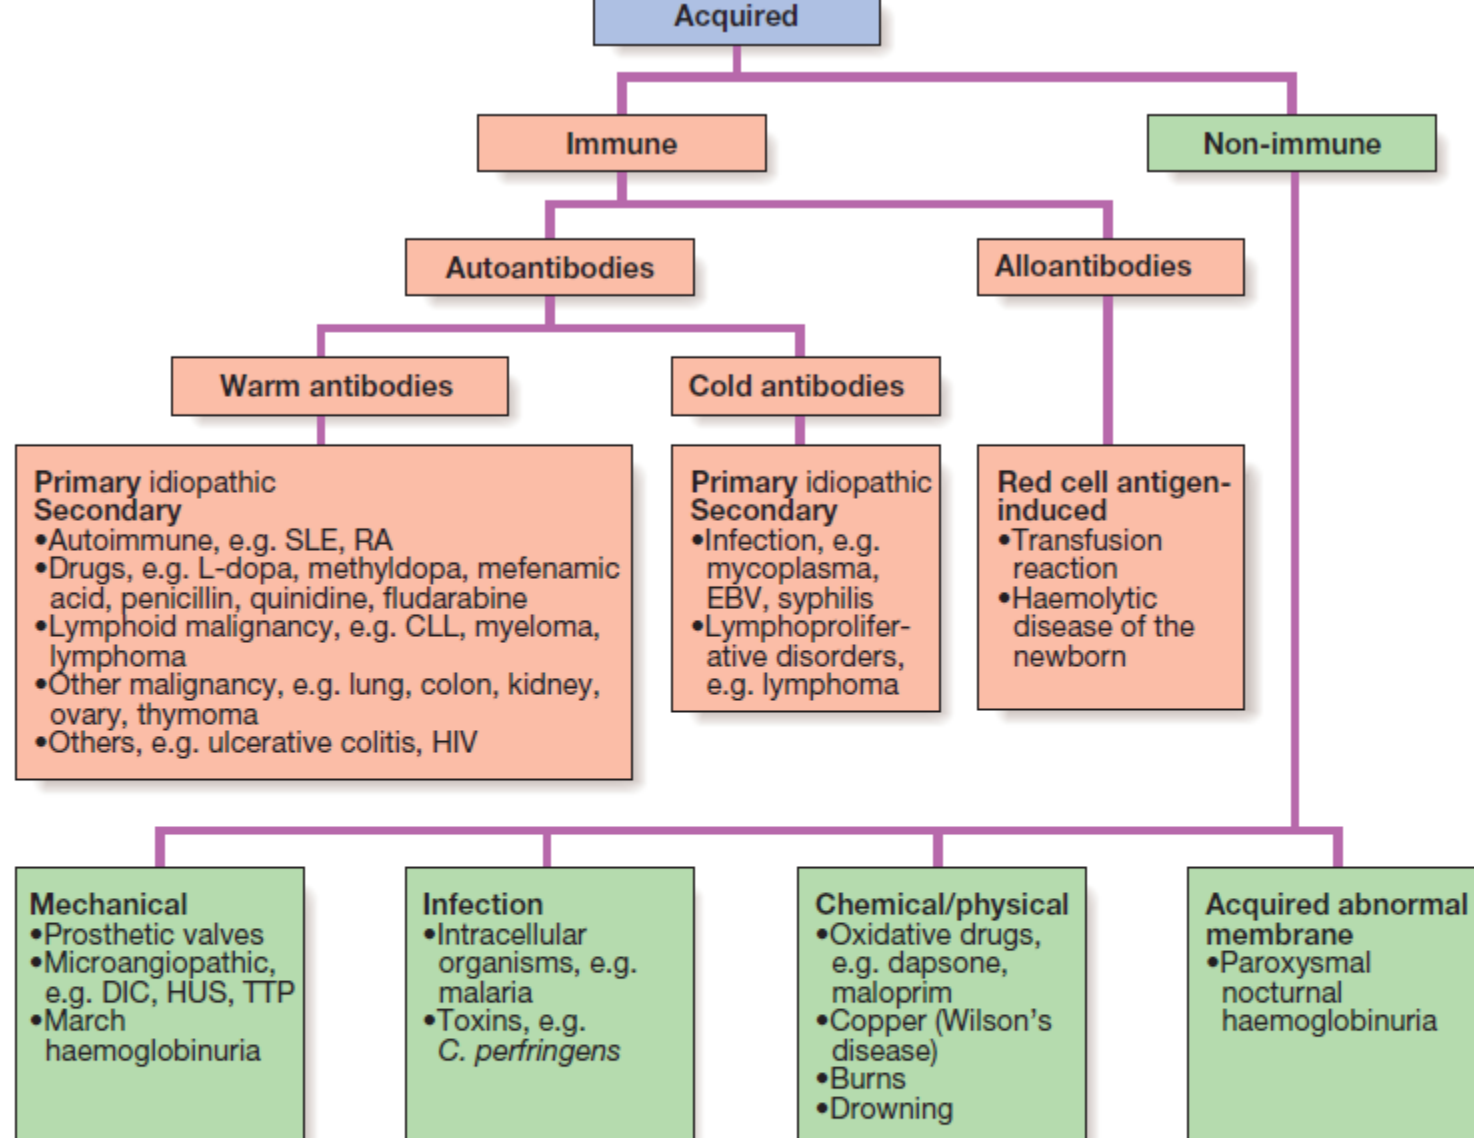 Acquired
Immune
Non-immune
Autoantibodies
Alloantibodies
Warm antibodies
Cold antibodies
Primary idiopathic
Secondary
•Autoimmune, e.g. SLE, RA
•Drugs, e.g. L-dopa, methyldopa, mefenamic
acid, penicillin, quinidine, fludarabine
•Lymphoid malignancy, e.g. CLL, myeloma,
lymphoma
•Other malignancy, e.g. lung, colon, kidney,
ovary, thymoma
•Others, e.g. ulcerative colitis, HIV
Primary idiopathic
Secondary
•Infection, e.g.
mycoplasma,
EBV, syphilis
•Lymphoprolifer-
ative disorders,
e.g. lymphoma
Red cell antigen-
induced
•Transfusion
reaction
•Haemolytic
disease of the
newborn
Mechanical
•Prosthetic valves
•Microangiopathic,
e.g. DIC, HUS, TTP
•March
haemoglobinuria
Infection
•Intracellular
organisms, e.g.
malaria
•Toxins, e.g.
C. perfringens
Chemical/physical
•Oxidative drugs,
e.g. dapsone,
maloprim
•Copper (Wilson's
disease)
•Burns
•Drowning
Acquired abnormal
membrane
•Paroxysmal
nocturnal
haemoglobinuria